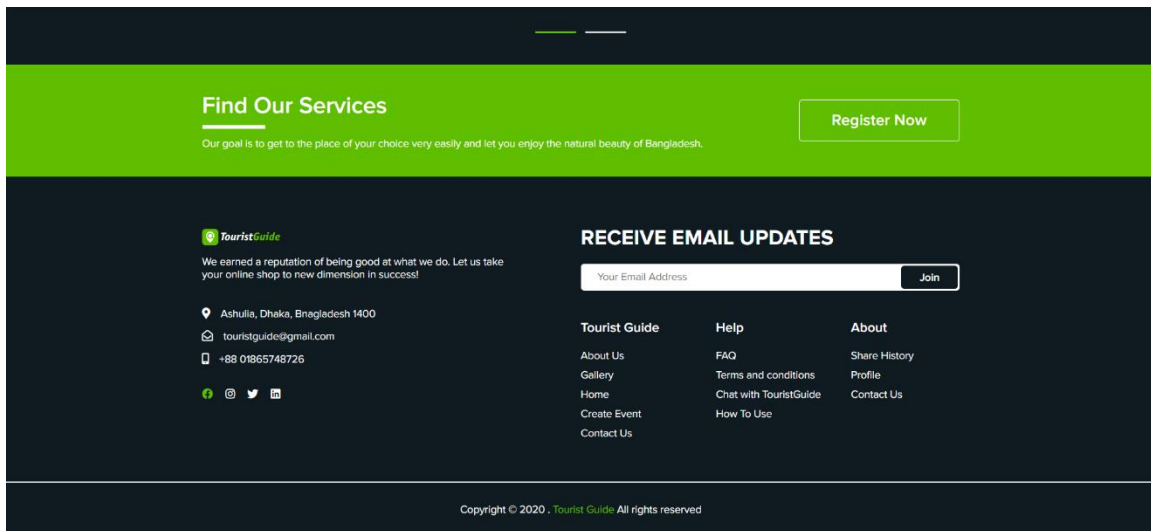 Find Our Services
Our goal is to get to the place of your choice very easily and let you enjoy the natural beauty of Bangladesh.
Register Now
TouristGuide
We earned a reputation of being good at what we do. Let us take
your online shop to new dimension in success!
Ashulia, Dhaka, Bnagladesh 1400
touristguide@gmail.com
+88 01865748726
RECEIVE EMAIL UPDATES
Your Email Address
Join
Tourist Guide
About Us
Gallery
Home
Create Event
Contact Us
Help
FAQ
Terms and conditions
Chat with TouristGuide
How To Use
About
Share History
Profile
Contact Us
Copyright © 2020 . Tourist Guide All rights reserved